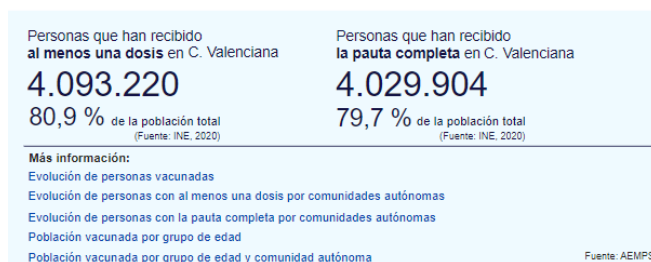 Personas que han recibido
al menos una dosis en C. Valenciana
4.093.220
80,9 % de la población total
(Fuente: INE, 2020)
Personas que han recibido
la pauta completa en C. Valenciana
4.029.904
79,7 % de la población total
(Fuente: INE, 2020)
Más información:
Evolución de personas vacunadas
Evolución de personas con al menos una dosis por comunidades autónomas
Evolución de personas con la pauta completa por comunidades autónomas
Población vacunada por grupo de edad
Población vacunada por grupo de edad y comunidad autónoma
Fuente: AEMPS